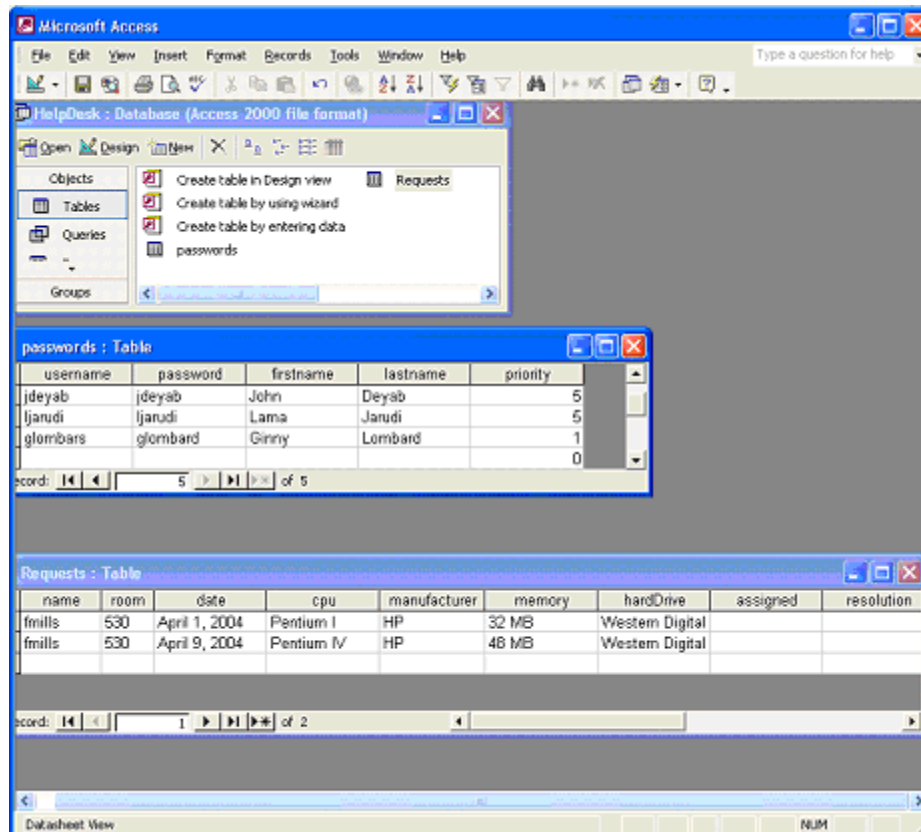 Microsoft Access
File Edit View Insert Format Records Tools Window Help Type a question for help
HelpDesk : Database (Access 2000 file format)
Open Design New
Objects Create table in Design view Requests
Tables Create table by using wizard
Queries Create table by entering data
passwords
Groups
passwords : Table
username password firstname lastname priority
jdeyab jdeyab John Deyab 5
ljarudi ljarudi Lama Jarudi 5
glombars glombard Ginny Lombard 1
0
ecord: 5 of 5
Requests : Table
name room date cpu manufacturer memory hardDrive assigned resolution
fmills 530 April 1, 2004 Pentium I HP 32 MB Western Digital
fmills 530 April 9, 2004 Pentium IV HP 48 MB Western Digital
ecord: 1 of 2
Datasheet View NUM